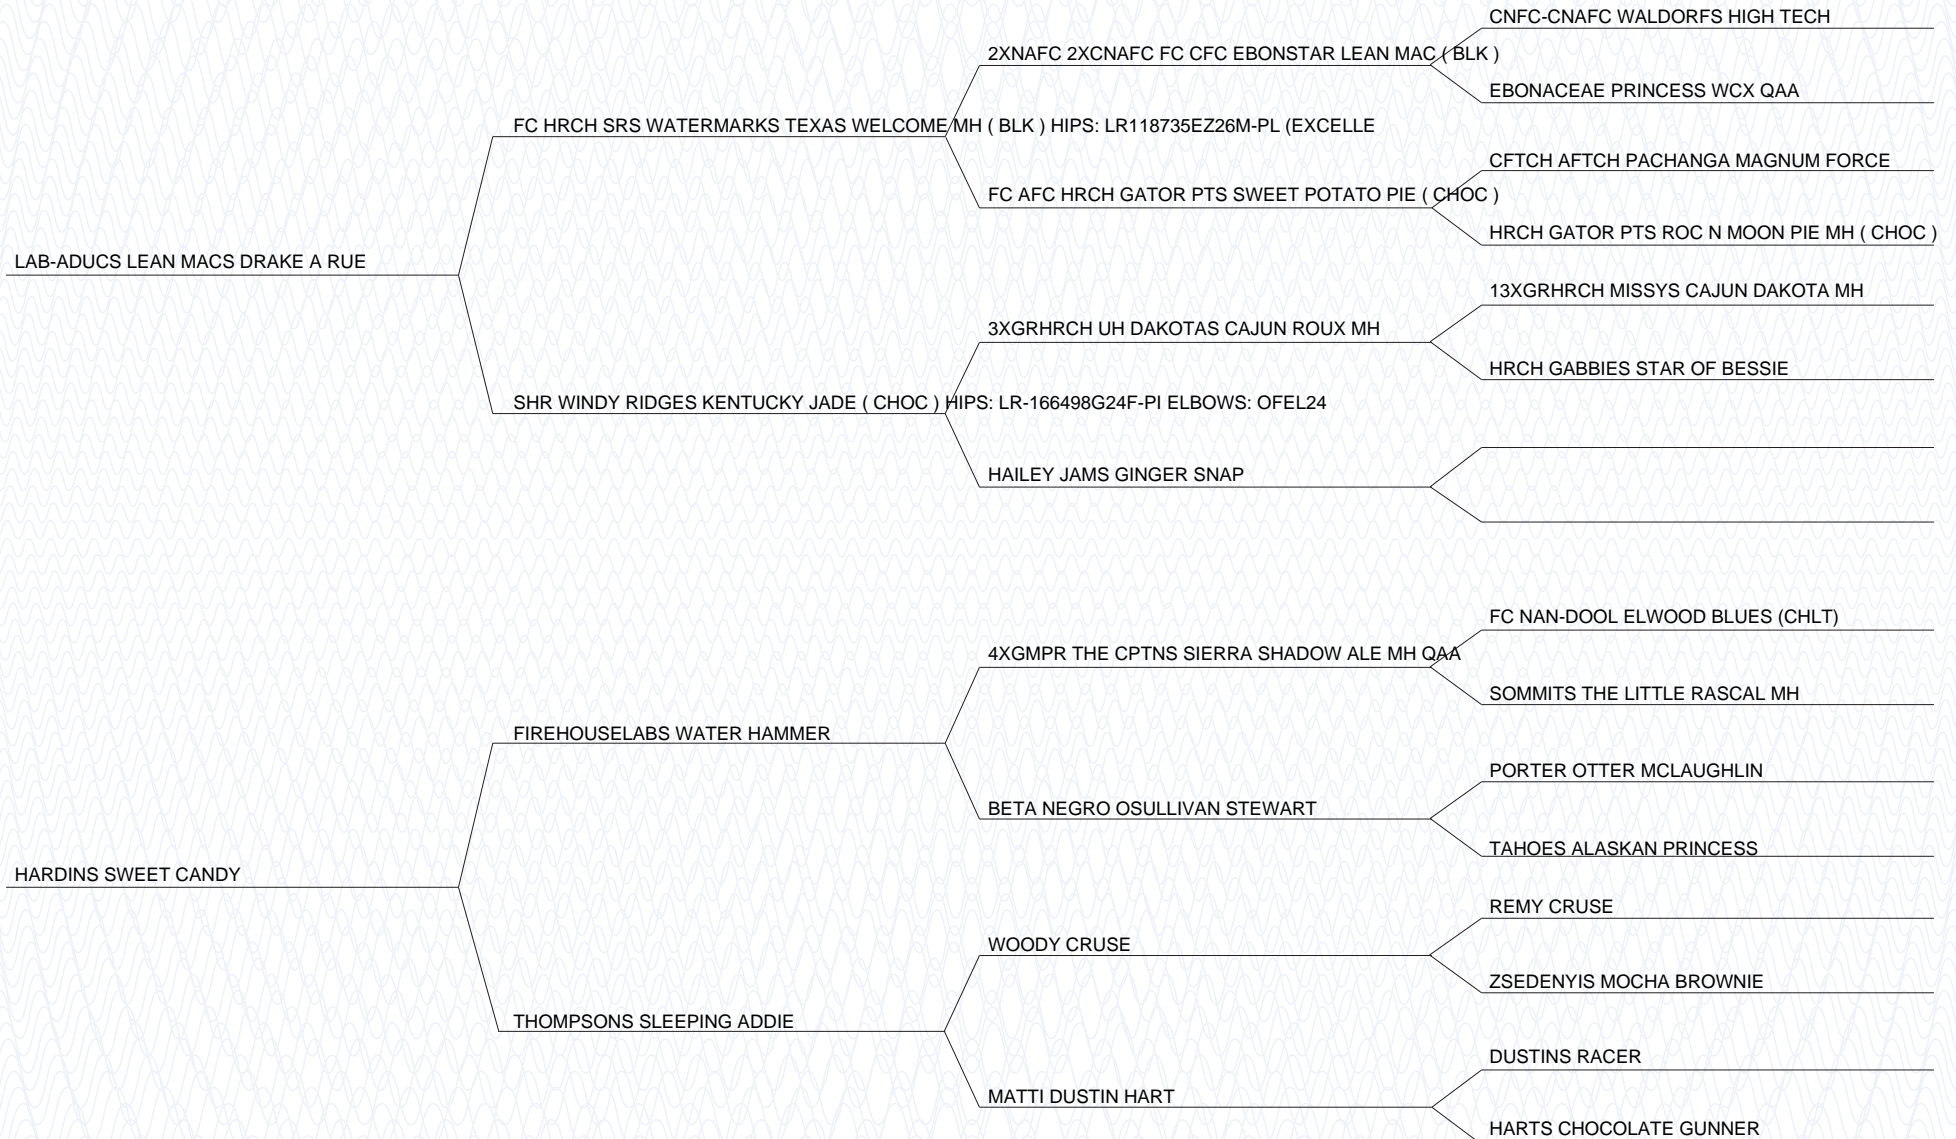 CNFC-CNAFC WALDORFS HIGH TECH
2XNAFC 2XCNAFC FC CFC EBONSTAR LEAN MAC ( BLK )
EBONACEAE PRINCESS WCX QAA
FC HRCH SRS WATERMARKS TEXAS WELCOME MH ( BLK ) HIPS: LR118735EZ26M-PL (EXCELLE
CFTCH AFTCH PACHANGA MAGNUM FORCE
FC AFC HRCH GATOR PTS SWEET POTATO PIE ( CHOC )
HRCH GATOR PTS ROC N MOON PIE MH ( CHOC )
LAB-ADUCS LEAN MACS DRAKE A RUE
13XGRHRCH MISSYS CAJUN DAKOTA MH
3XGRHRCH UH DAKOTAS CAJUN ROUX MH
HRCH GABBIES STAR OF BESSIE
SHR WINDY RIDGES KENTUCKY JADE ( CHOC ) HIPS: LR-166498G24F-PI ELBOWS: OFEL24
HAILEY JAMS GINGER SNAP
FC NAN-DOOL ELWOOD BLUES (CHLT)
4XGMPR THE CPTNS SIERRA SHADOW ALE MH QAA
SOMMITS THE LITTLE RASCAL MH
FIREHOUSELABS WATER HAMMER
PORTER OTTER MCLAUGHLIN
BETA NEGRO OSULLIVAN STEWART
TAHOES ALASKAN PRINCESS
HARDINS SWEET CANDY
REMY CRUSE
WOODY CRUSE
ZSEDENYIS MOCHA BROWNIE
THOMPSONS SLEEPING ADDIE
DUSTINS RACER
MATTI DUSTIN HART
HARTS CHOCOLATE GUNNER